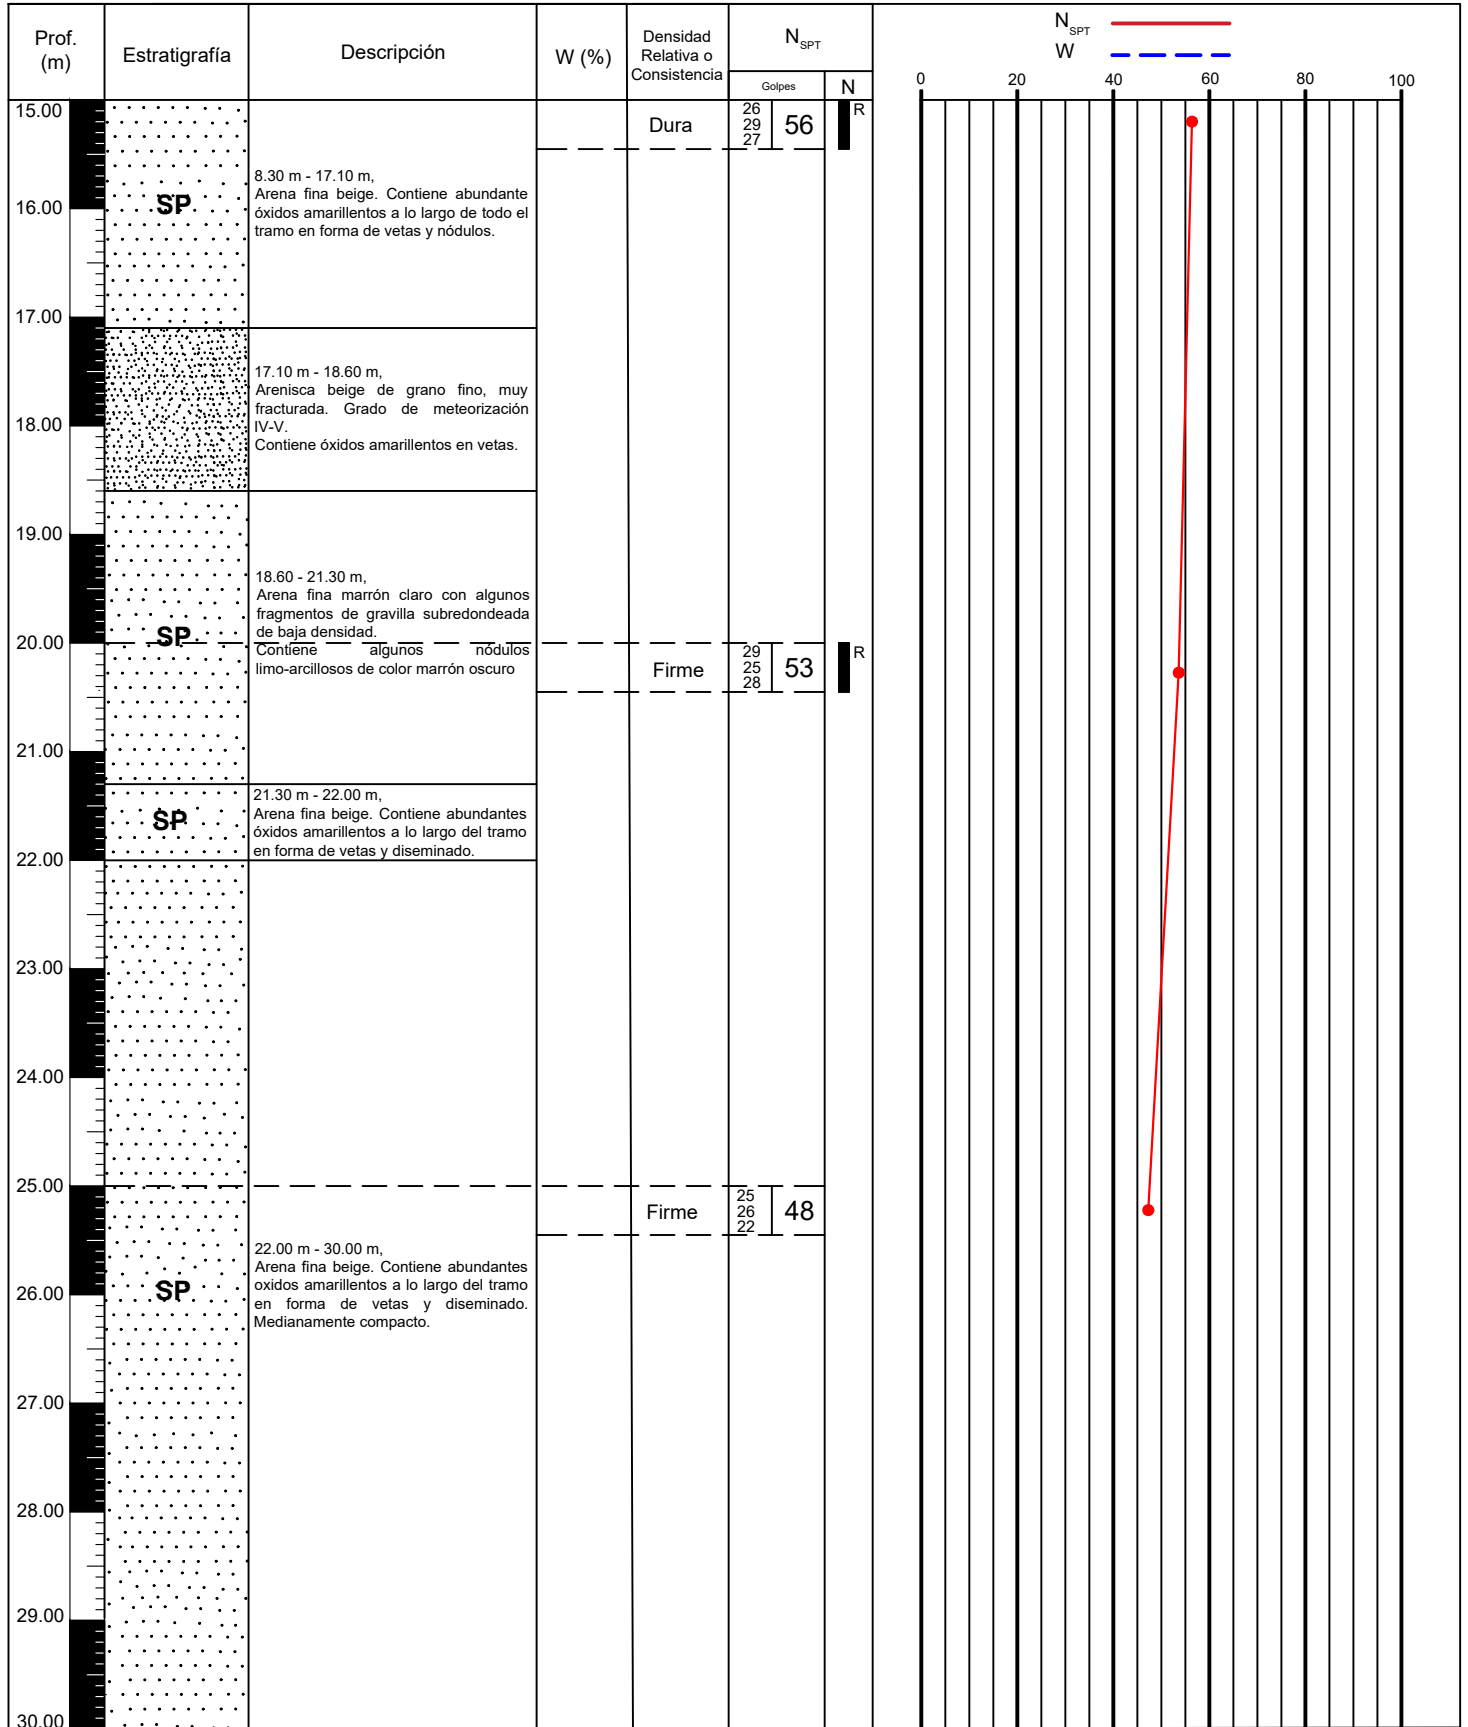 Prof.
(m)
Estratigrafía
Descripción
W (%)
Densidad
Relativa o
Consistencia
N SPT
Golpes
N
N SPT
W
0 20 40 60 80 100
15.00
16.00
17.00
18.00
19.00
20.00
21.00
22.00
23.00
24.00
25.00
26.00
27.00
28.00
29.00
30.00
SP
8.30 m - 17.10 m,
Arena fina beige. Contiene abundante
óxidos amarillentos a lo largo de todo el
tramo en forma de vetas y nódulos.
Dura
26
29
27
56
R
17.10 m - 18.60 m,
Arenisca beige de grano fino, muy
fracturada. Grado de meteorización
IV-V.
Contiene óxidos amarillentos en vetas.
SP
18.60 - 21.30 m,
Arena fina marrón claro con algunos
fragmentos de gravilla subredondeada
de baja densidad.
Contiene algunos nódulos
limo-arcillosos de color marrón oscuro
Firme
29
25
28
53
R
SP
21.30 m - 22.00 m,
Arena fina beige. Contiene abundantes
óxidos amarillentos a lo largo del tramo
en forma de vetas y diseminado.
Firme
25
26
22
48
SP
22.00 m - 30.00 m,
Arena fina beige. Contiene abundantes
oxidos amarillentos a lo largo del tramo
en forma de vetas y diseminado.
Medianamente compacto.